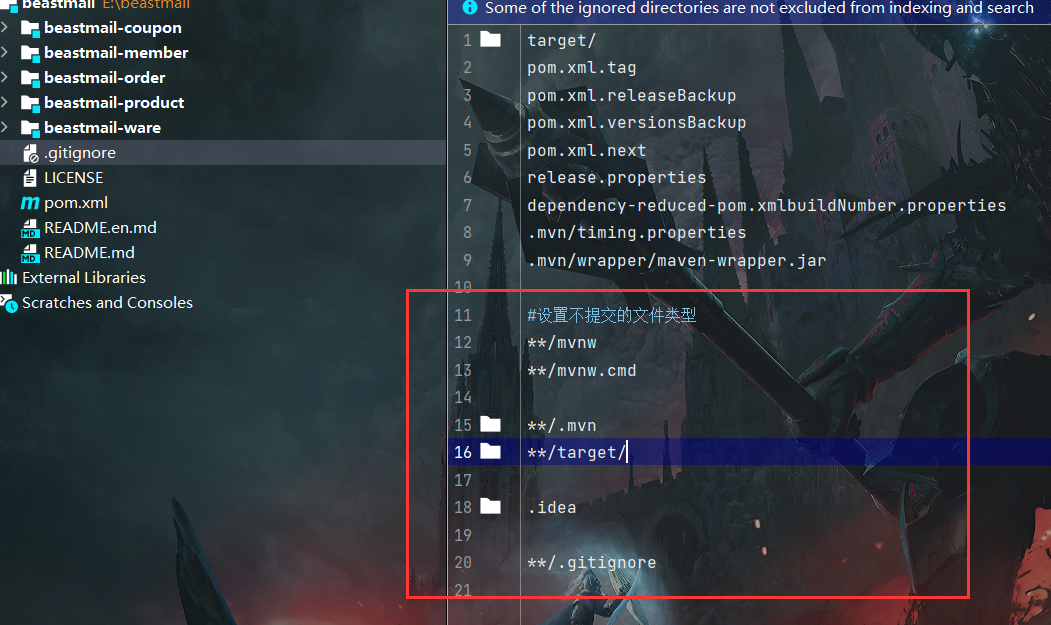 beastmail E:\beastmail
beastmail-coupon
beastmail-member
beastmail-order
beastmail-product
beastmail-ware
.gitignore
LICENSE
pom.xml
README.en.md
README.md
External Libraries
Scratches and Consoles
Some of the ignored directories are not excluded from indexing and search
1 target/
2 pom.xml.tag
3 pom.xml.releaseBackup
4 pom.xml.versionsBackup
5 pom.xml.next
6 release.properties
7 dependency-reduced-pom.xmlbuildNumber.properties
8 .mvn/timing.properties
9 .mvn/wrapper/maven-wrapper.jar
10
11 #设置不提交的文件类型
12 **/mvnw
13 **/mvnw.cmd
14
15 **/.mvn
16 **/target/
17
18 .idea
19
20 **/.gitignore
21